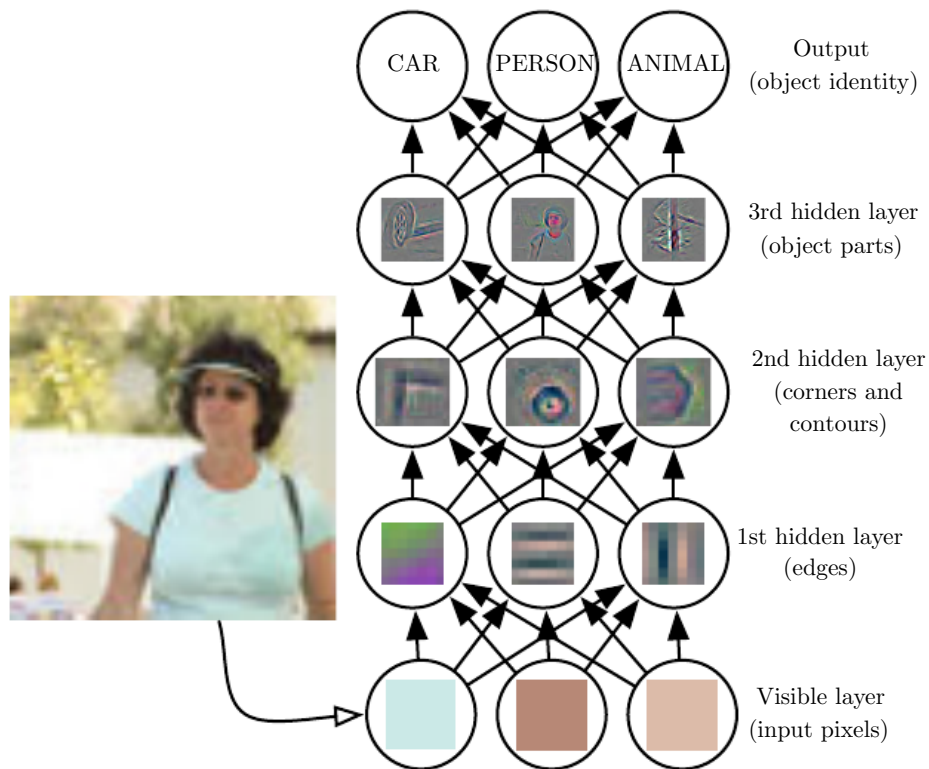 CAR
PERSON
ANIMAL
Output
(object identity)
3rd hidden layer
(object parts)
2nd hidden layer
(corners and
contours)
1st hidden layer
(edges)
Visible layer
(input pixels)